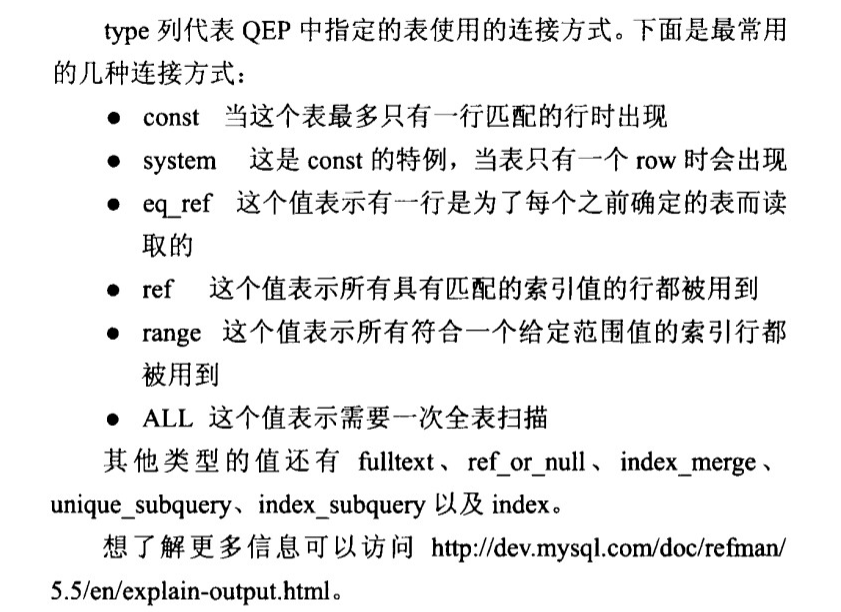 type 列代表 QEP 中指定的表使用的连接方式。下面是最常用
的几种连接方式：
● const 当这个表最多只有一行匹配的行时出现
● system 这是 const 的特例，当表只有一个 row 时会出现
● eq_ref 这个值表示有一行是为了每个之前确定的表而读
取的
● ref 这个值表示所有具有匹配的索引值的行都被用到
● range 这个值表示所有符合一个给定范围值的索引行都
被用到
● ALL 这个值表示需要一次全表扫描
其他类型的值还有 fulltext、ref_or_null、index_merge、
unique_subquery、index_subquery 以及 index。
想了解更多信息可以访问 http://dev.mysql.com/doc/refman/
5.5/en/explain-output.html。